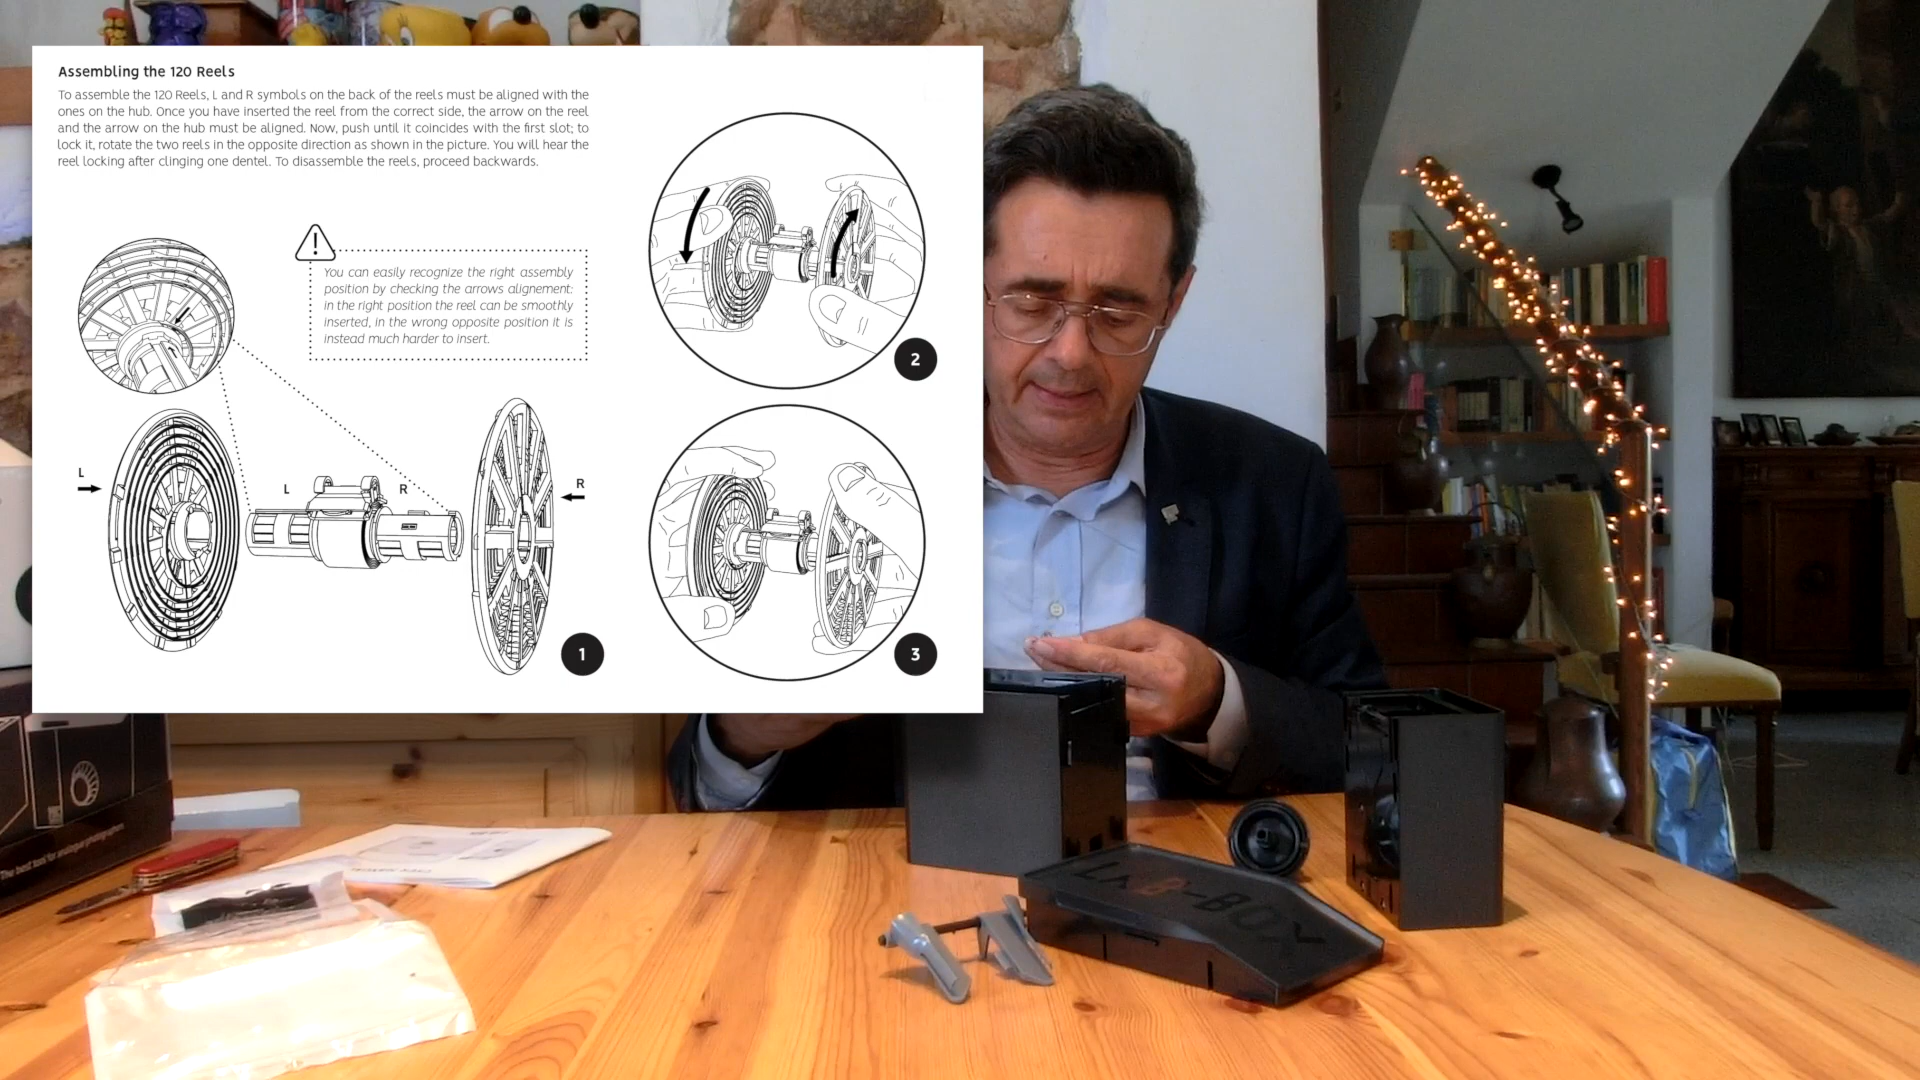 Assembling the 120 Reels
To assemble the 120 Reels, L and R symbols on the back of the reels must be aligned with the
ones on the hub. Once you have inserted the reel from the correct side, the arrow on the reel
and the arrow on the hub must be aligned. Now, push until it coincides with the first slot; to
lock it, rotate the two reels in the opposite direction as shown in the picture. You will hear the
reel locking after clinging one dentel. To disassemble the reels, proceed backwards.
!
You can easily recognize the right assembly
position by checking the arrows alignement:
in the right position the reel can be smoothly
inserted, in the wrong opposite position it is
instead much harder to insert.
L
L
R
R
1
2
3
The best tool for analogue photographers
LAB-BOX